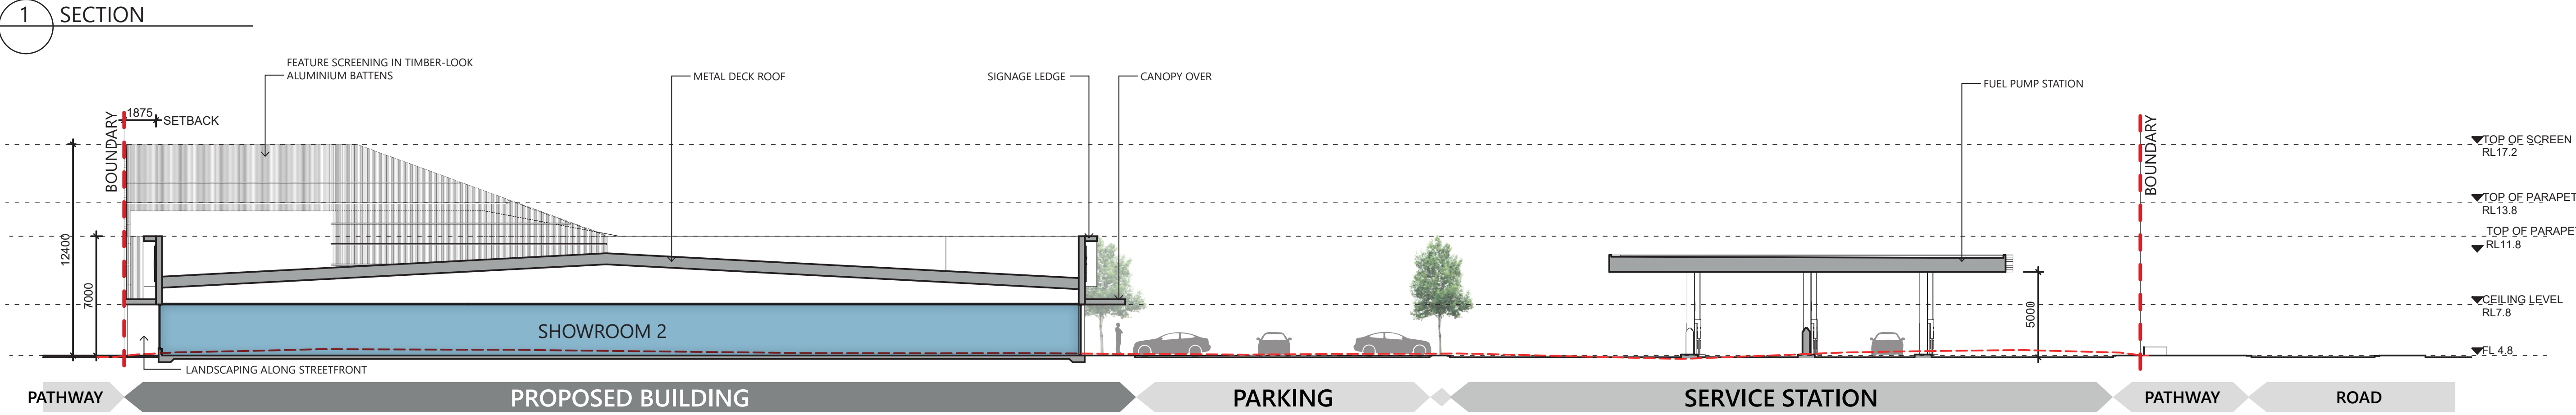 1 SECTION
FEATURE SCREENING IN TIMBER-LOOK
ALUMINIUM BATTENS
METAL DECK ROOF
SIGNAGE LEDGE
CANOPY OVER
FUEL PUMP STATION
BOUNDARY
1875
SETBACK
12400
7000
SHOWROOM 2
LANDSCAPING ALONG STREETFRONT
5000
BOUNDARY
TOP OF SCREEN
RL17.2
TOP OF PARAPET
RL13.8
TOP OF PARAPE
RL11.8
CEILING LEVEL
RL7.8
FL 4.8
PATHWAY
PROPOSED BUILDING
PARKING
SERVICE STATION
PATHWAY
ROAD